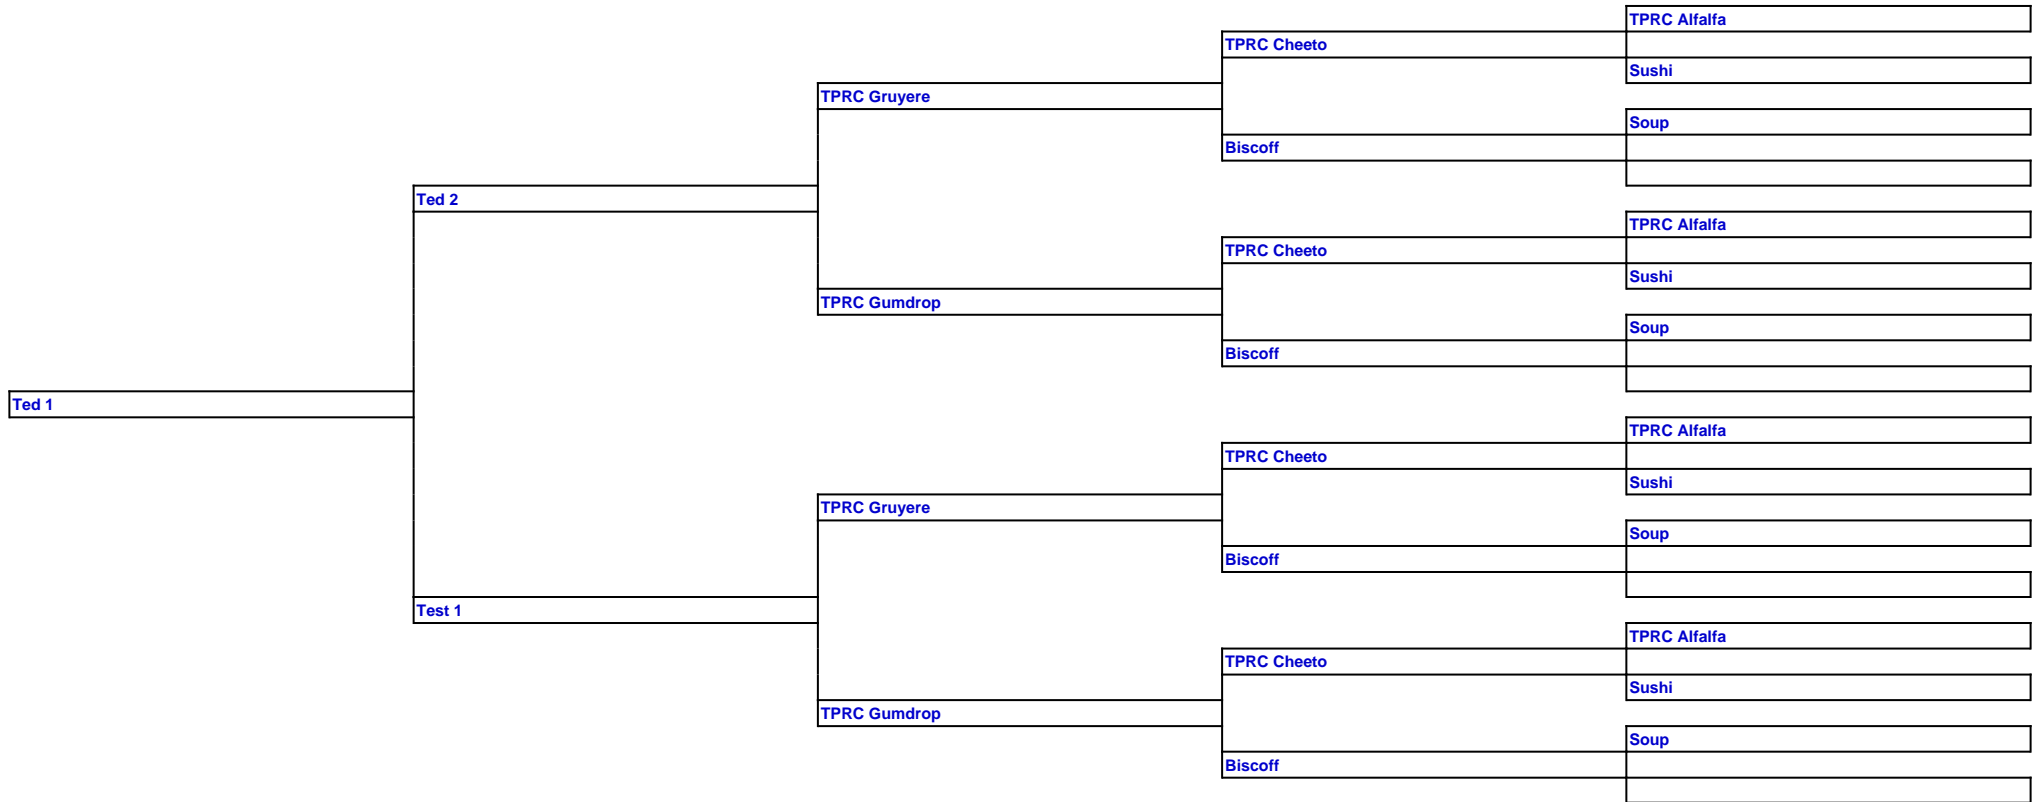 TPRC Alfalfa
TPRC Cheeto
Sushi
TPRC Gruyere
Soup
Biscoff
Ted 2
TPRC Alfalfa
TPRC Cheeto
Sushi
TPRC Gumdrop
Soup
Biscoff
Ted 1
TPRC Alfalfa
TPRC Cheeto
Sushi
TPRC Gruyere
Soup
Biscoff
Test 1
TPRC Alfalfa
TPRC Cheeto
Sushi
TPRC Gumdrop
Soup
Biscoff